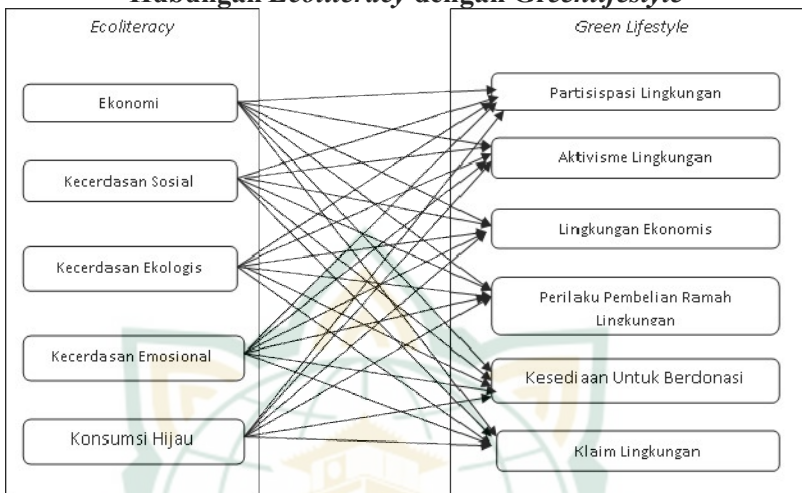 Hubungan Ecoliteracy dengan Greenlifestyle
Ecoliteracy
Ekonomi
Kecerdasan Sosial
Kecerdasan Ekologis
Kecerdasan Emosional
Konsumsi Hijau
Green Lifestyle
Partisispasi Lingkungan
Aktivisme Lingkungan
Lingkungan Ekonomis
Perilaku Pembelian Ramah
Lingkungan
Kesediaan Untuk Berdonasi
Klaim Lingkungan